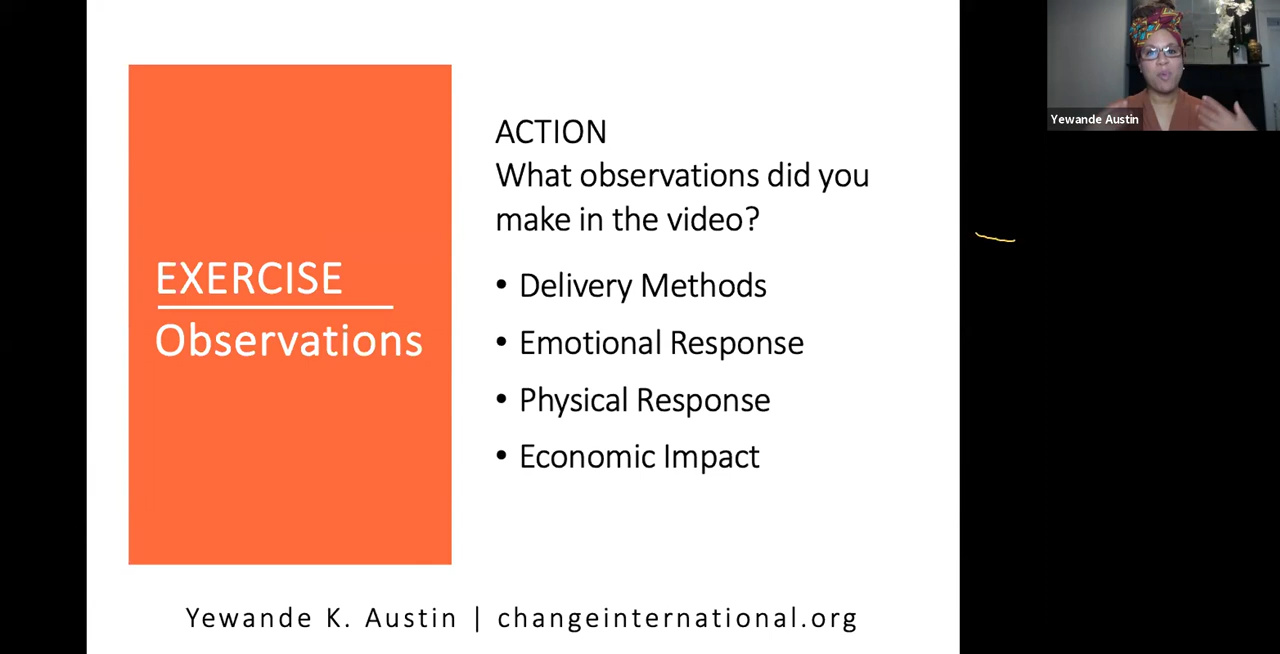 EXERCISE
Observations
ACTION
What observations did you
make in the video?
• Delivery Methods
• Emotional Response
• Physical Response
• Economic Impact
Yewande K. Austin | changeinternational.org
Yewande Austin